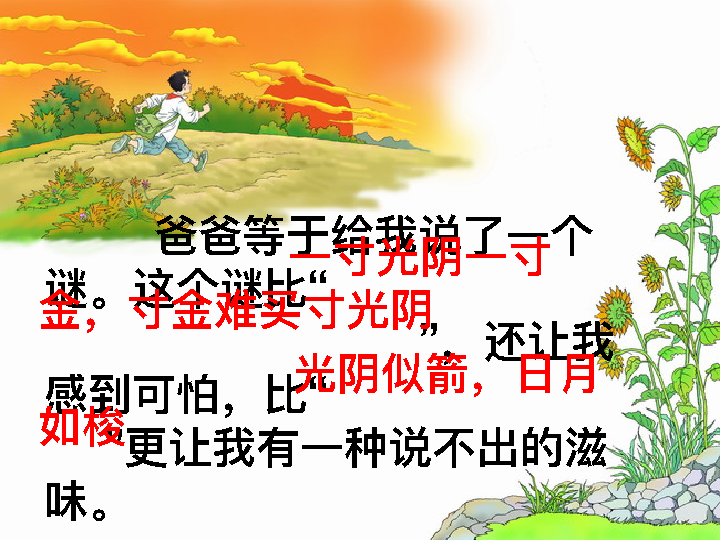 爸爸等于给我说了一个
一寸光阴一寸
谜。这个谜比“
金，寸金难买寸光阴
”，还让我
光阴似箭，日月
感到可怕，比“
如梭
”更让我有一种说不出的滋
味。